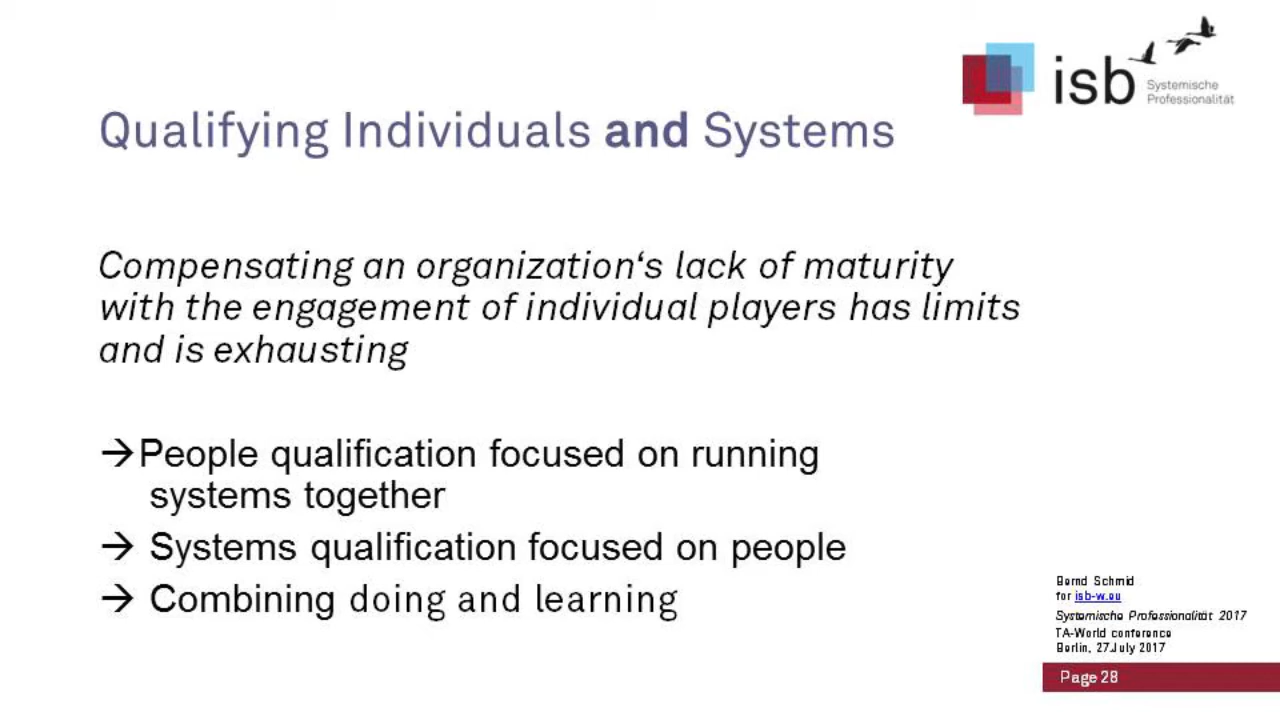 isb
Systemische
Professionalität
Qualifying Individuals and Systems
Compensating an organization‘s lack of maturity
with the engagement of individual players has limits
and is exhausting
→People qualification focused on running
systems together
→ Systems qualification focused on people
→ Combining doing and learning
Bernd Schmid
for isb-w.eu
Systemische Professionalität 2017
TA-World conference
Berlin, 27.July 2017
Page 28